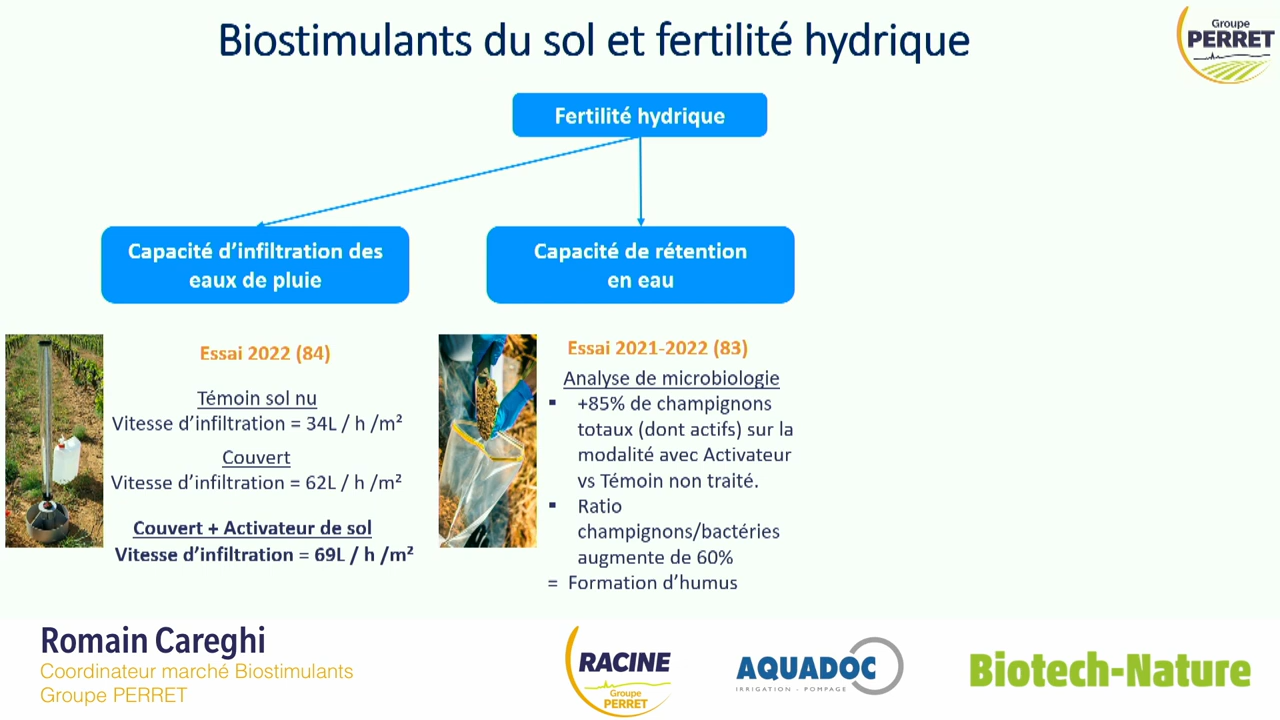 Biostimulants du sol et fertilité hydrique
Groupe
PERRET
Fertilité hydrique
Capacité d'infiltration des
eaux de pluie
Capacité de rétention
en eau
Essai 2022 (84)
Témoin sol nu
Vitesse d'infiltration = 34L / h /m²
Couvert
Vitesse d'infiltration = 62L / h /m²
Couvert + Activateur de sol
Vitesse d'infiltration = 69L / h /m²
Essai 2021-2022 (83)
Analyse de microbiologie
▪ +85% de champignons
totaux (dont actifs) sur la
modalité avec Activateur
vs Témoin non traité.
▪ Ratio
champignons/bactéries
augmente de 60%
= Formation d'humus
Romain Careghi
Coordinateur marché Biostimulants
Groupe PERRET
RACINE
Groupe
PERRET
AQUADOC
IRRIGATION - POMPAGE
Biotech-Nature